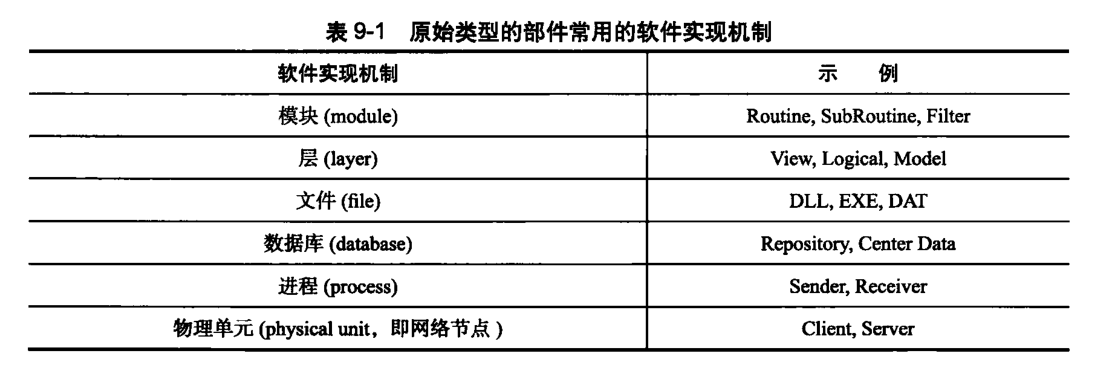 表 9-1 原始类型的部件常用的软件实现机制
软件实现机制 示 例
模块 (module) Routine, SubRoutine, Filter
层 (layer) View, Logical, Model
文件 (file) DLL, EXE, DAT
数据库 (database) Repository, Center Data
进程 (process) Sender, Receiver
物理单元 (physical unit，即网络节点 ) Client, Server